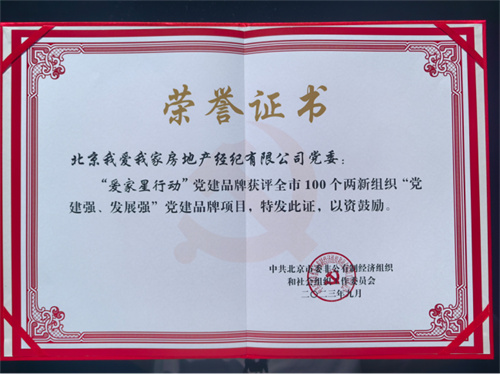 荣誉证书
北京我爱我家房地产经纪有限公司党委：
“爱家星行动”党建品牌获评全市100个两新组织“党
建强、发展强”党建品牌项目，特发此证，以资鼓励。
中共北京市委非公有制经济组织
和社会组织工作委员会
二〇二三年九月